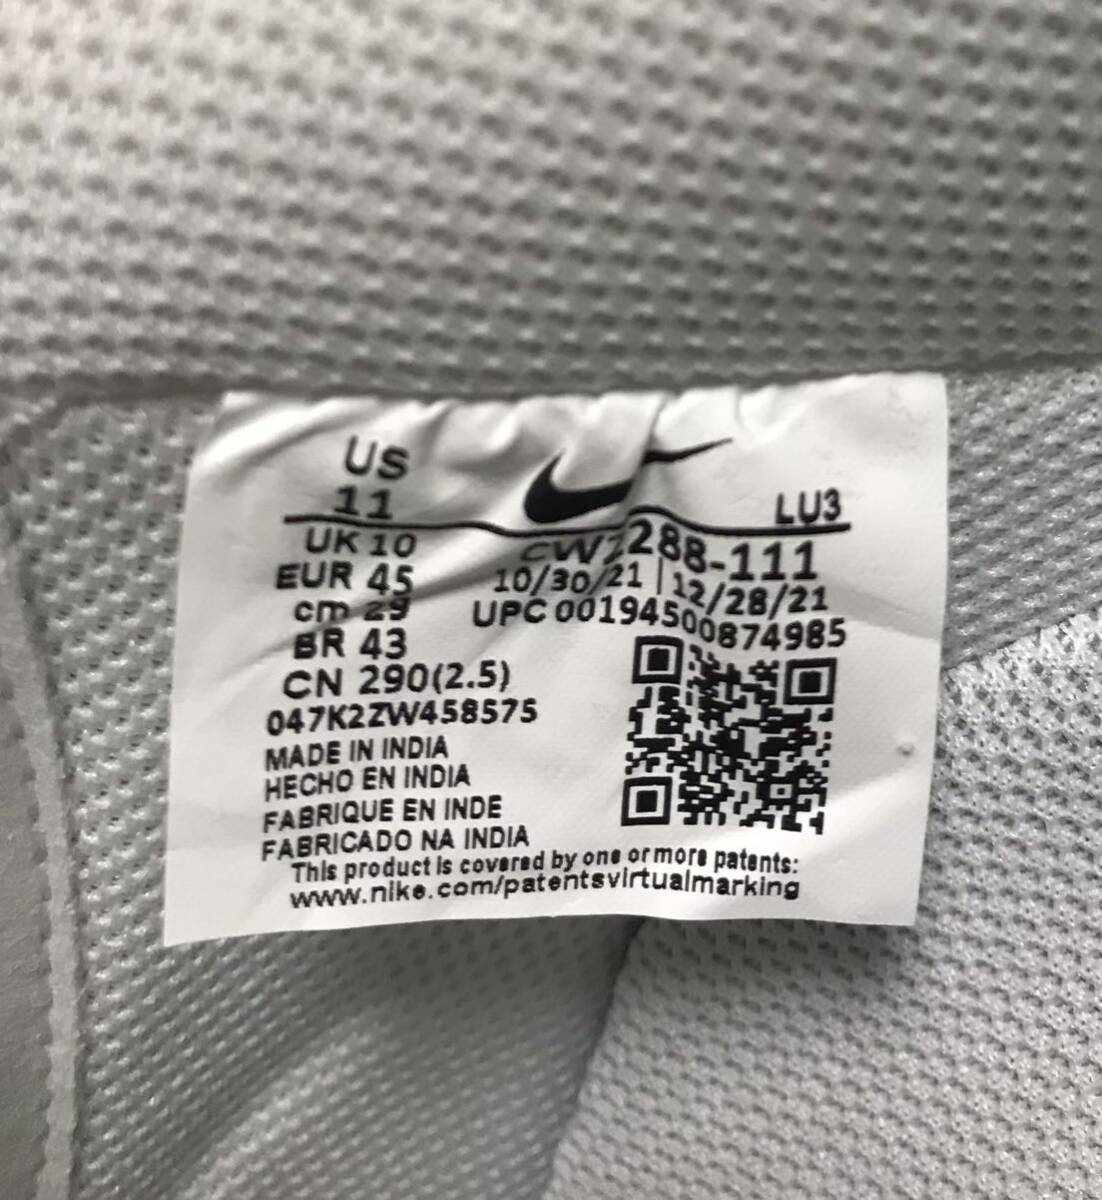 US
11
LU3
UK 10
CW2288-111
EUR 45
10/30/21 | 12/28/21
cm 29
UPC 00194500874985
BR 43
CN 290(2.5)
047K2ZW458575
MADE IN INDIA
HECHO EN INDIA
FABRIQUE EN INDE
FABRICADO NA INDIA
This product is covered by one or more patents:
www.nike.com/patentsvirtualmarking